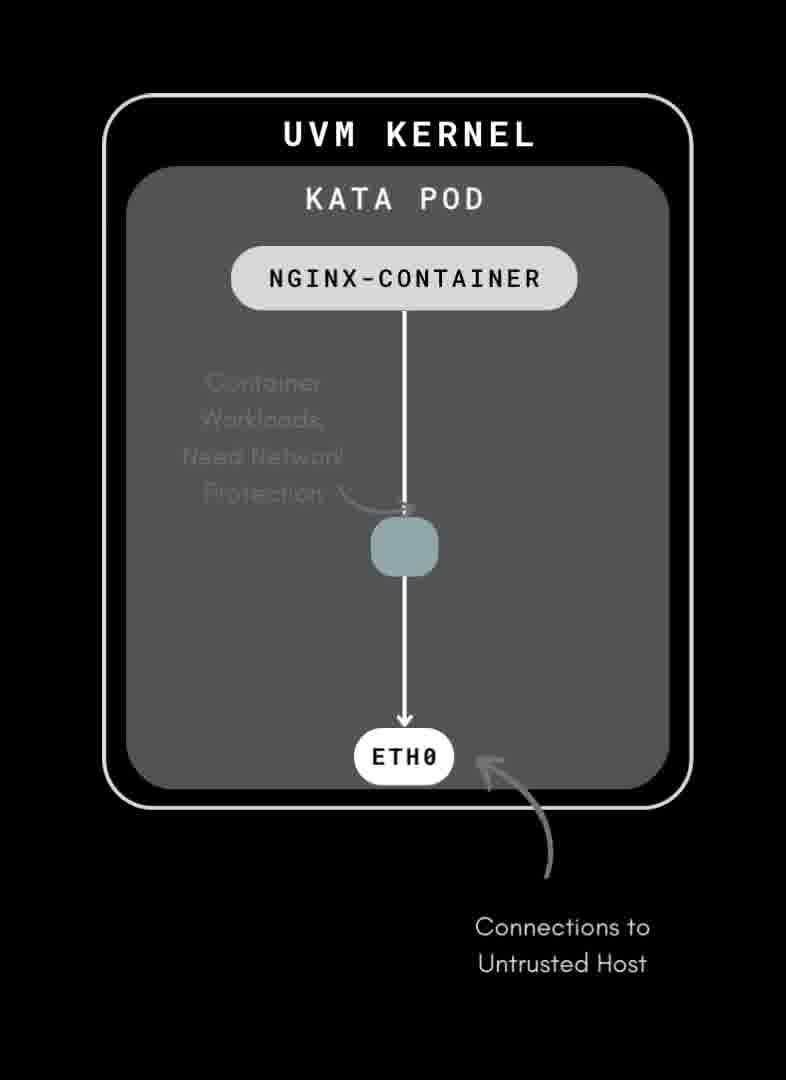 UVM KERNEL
KATA POD
NGINX-CONTAINER
Container
Workloads,
Need Network
Protection
ETH0
Connections to
Untrusted Host